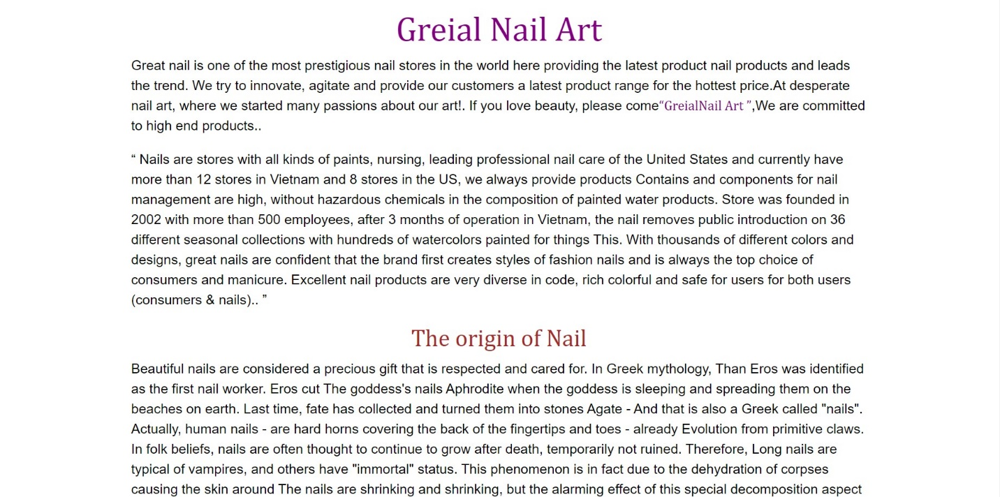 Greial Nail Art
Great nail is one of the most prestigious nail stores in the world here providing the latest product nail products and leads
the trend. We try to innovate, agitate and provide our customers a latest product range for the hottest price.At desperate
nail art, where we started many passions about our art!. If you love beauty, please come“GreialNail Art ”,We are committed
to high end products..
“ Nails are stores with all kinds of paints, nursing, leading professional nail care of the United States and currently have
more than 12 stores in Vietnam and 8 stores in the US, we always provide products Contains and components for nail
management are high, without hazardous chemicals in the composition of painted water products. Store was founded in
2002 with more than 500 employees, after 3 months of operation in Vietnam, the nail removes public introduction on 36
different seasonal collections with hundreds of watercolors painted for things This. With thousands of different colors and
designs, great nails are confident that the brand first creates styles of fashion nails and is always the top choice of
consumers and manicure. Excellent nail products are very diverse in code, rich colorful and safe for users for both users
(consumers & nails).. ”
The origin of Nail
Beautiful nails are considered a precious gift that is respected and cared for. In Greek mythology, Than Eros was identified
as the first nail worker. Eros cut The goddess's nails Aphrodite when the goddess is sleeping and spreading them on the
beaches on earth. Last time, fate has collected and turned them into stones Agate - And that is also a Greek called "nails".
Actually, human nails - are hard horns covering the back of the fingertips and toes - already Evolution from primitive claws.
In folk beliefs, nails are often thought to continue to grow after death, temporarily not ruined. Therefore, Long nails are
typical of vampires, and others have "immortal" status. This phenomenon is in fact due to the dehydration of corpses
causing the skin around The nails are shrinking and shrinking, but the alarming effect of this special decomposition aspect